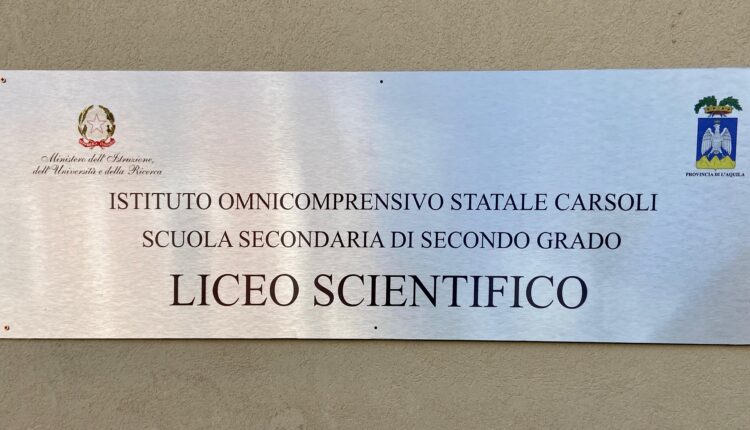 Ministero dell'Istruzione,
dell'Università e della Ricerca
PROVINCIA DI L'AQUILA
ISTITUTO OMNICOMPRENSIVO STATALE CARSOLI
SCUOLA SECONDARIA DI SECONDO GRADO
LICEO SCIENTIFICO